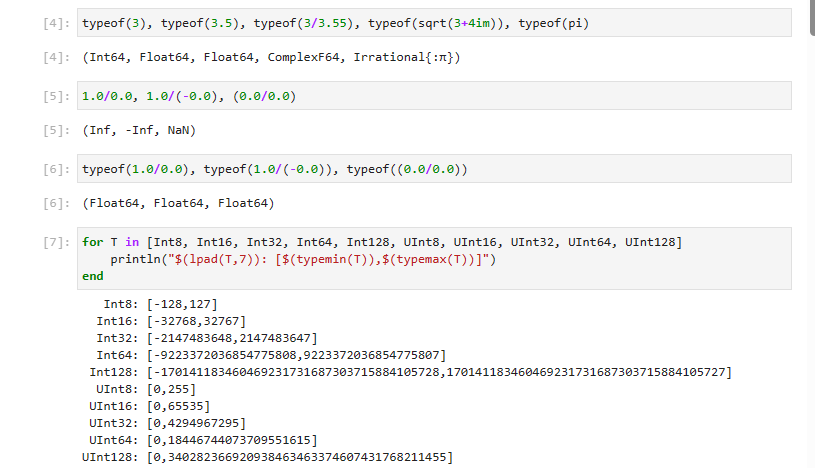 [4]: typeof(3), typeof(3.5), typeof(3/3.55), typeof(sqrt(3+4im)), typeof(pi)
[4]: (Int64, Float64, Float64, ComplexF64, Irrational{:π})
[5]: 1.0/0.0, 1.0/(-0.0), (0.0/0.0)
[5]: (Inf, -Inf, NaN)
[6]: typeof(1.0/0.0), typeof(1.0/(-0.0)), typeof((0.0/0.0))
[6]: (Float64, Float64, Float64)
[7]: for T in [Int8, Int16, Int32, Int64, Int128, UInt8, UInt16, UInt32, UInt64, UInt128]
    println("$(lpad(T,7)): [$(typemin(T)),$(typemax(T))]")
end
   Int8: [-128,127]
  Int16: [-32768,32767]
  Int32: [-2147483648,2147483647]
  Int64: [-9223372036854775808,9223372036854775807]
 Int128: [-170141183460469231731687303715884105728,170141183460469231731687303715884105727]
  UInt8: [0,255]
 UInt16: [0,65535]
 UInt32: [0,4294967295]
 UInt64: [0,18446744073709551615]
UInt128: [0,340282366920938463463374607431768211455]